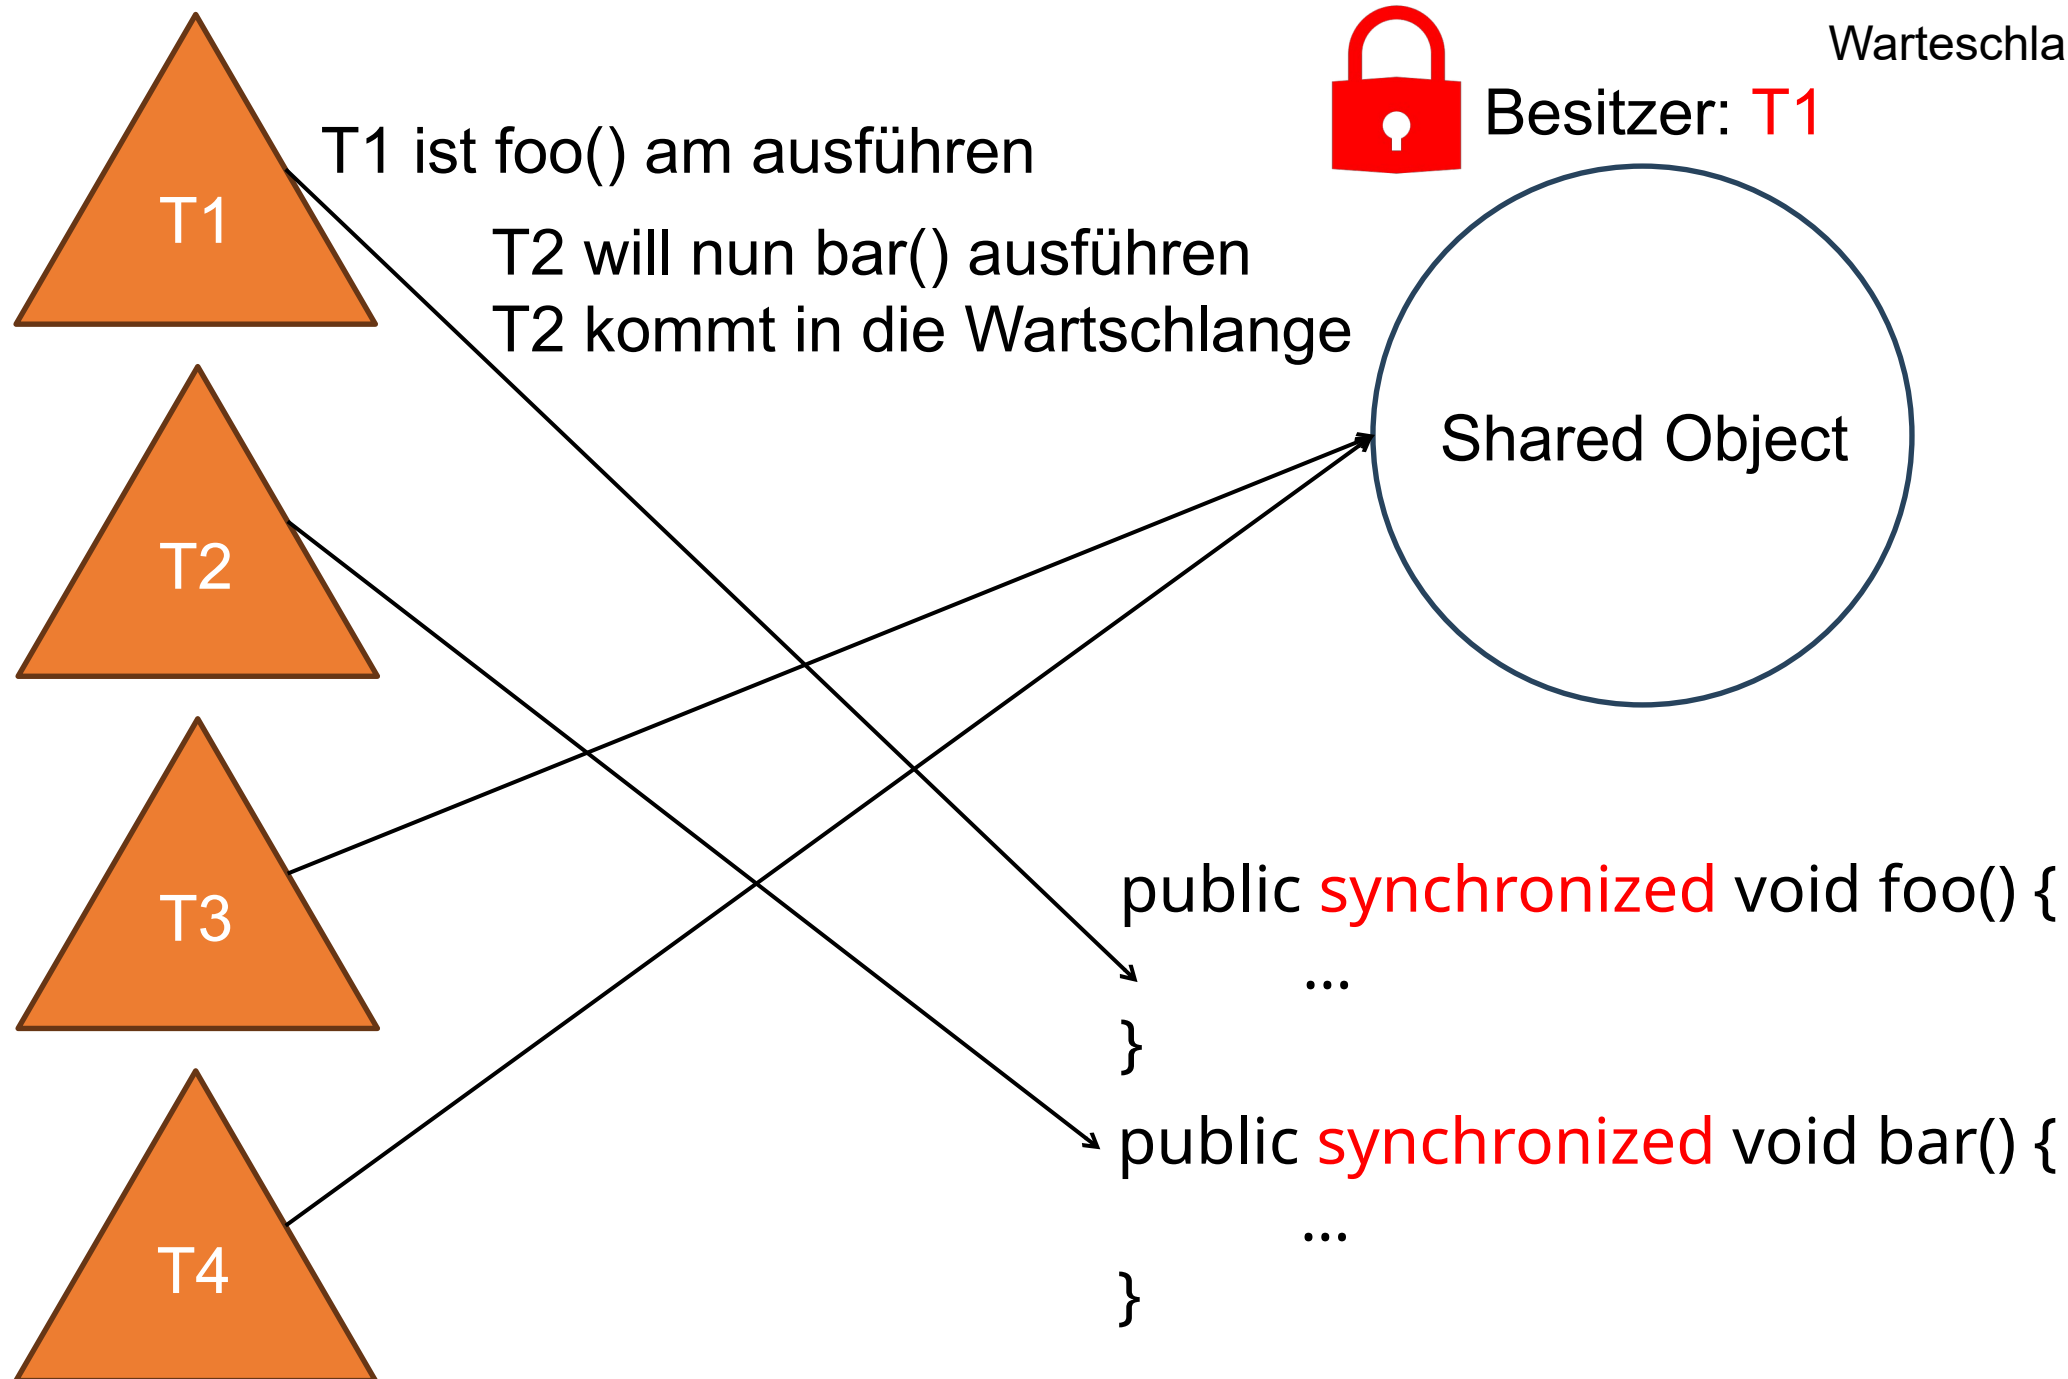 Warteschla
Besitzer: T1
T1 ist foo() am ausführen
T1
T2 will nun bar() ausführen
T2 kommt in die Wartschlange
Shared Object
T2
T3
public synchronized void foo() {
...
}
public synchronized void bar() {
...
}
T4